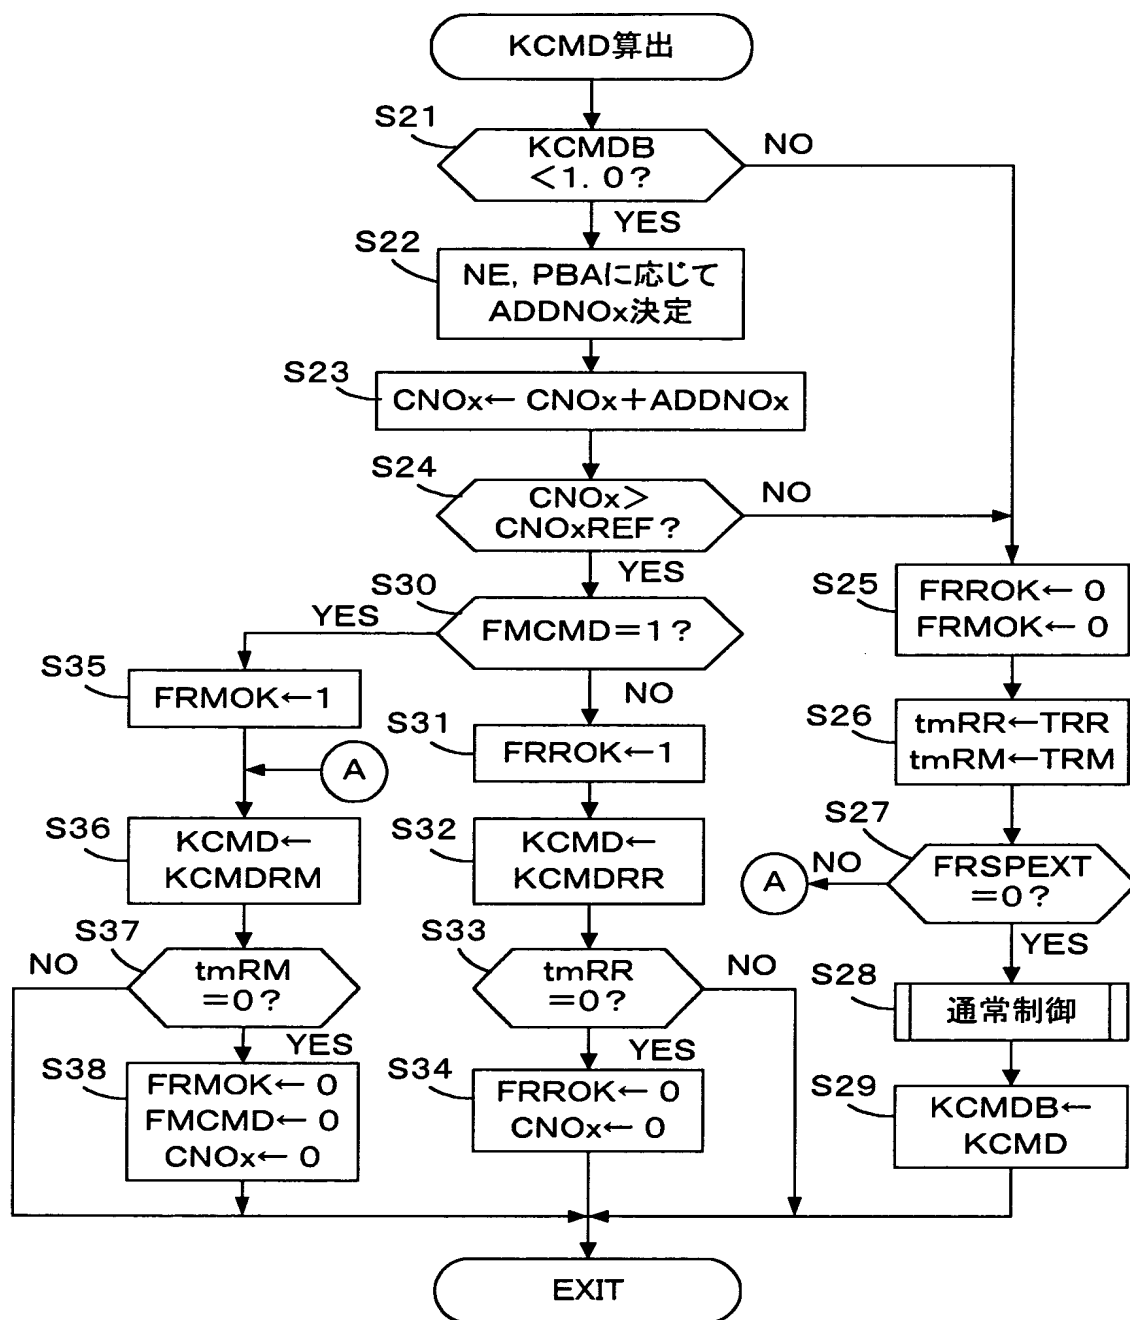 KCMD算出
S21
KCMDB
＜1. 0？
NO
YES
S22
NE, PBAに応じて
ADDNOx決定
S23
CNOx← CNOx＋ADDNOx
S24
CNOx＞
CNOxREF？
NO
YES
S30
FMCMD＝1？
YES
NO
S25
FRROK← 0
FRMOK← 0
S35
FRMOK←1
S31
FRROK←1
S26
tmRR←TRR
tmRM←TRM
A
S36
KCMD←
KCMDRM
S32
KCMD←
KCMDRR
S27
FRSPEXT
＝0？
NO
A
YES
S37
tmRM
＝0？
NO
YES
S33
tmRR
＝0？
NO
YES
S28
通常制御
S38
FRMOK← 0
FMCMD← 0
CNOx← 0
S34
FRROK← 0
CNOx← 0
S29
KCMDB←
KCMD
EXIT